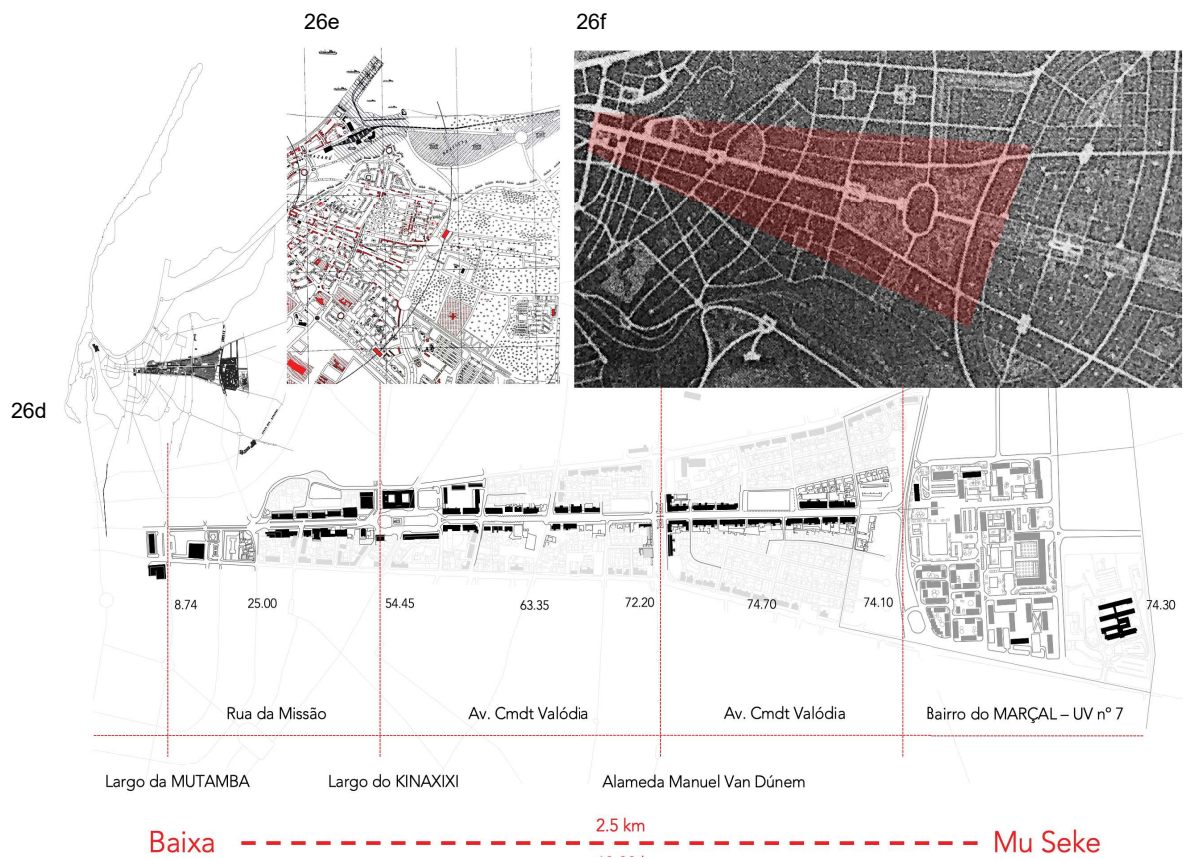 26e
26f
26d
8.74
25.00
54.45
63.35
72.20
74.70
74.10
74.30
Rua da Missão
Av. Cmdt Valódia
Av. Cmdt Valódia
Bairro do MARÇAL – UV nº 7
Largo da MUTAMBA
Largo do KINAXIXI
Alameda Manuel Van Dúnem
Baixa
2.5 km
Mu Seke